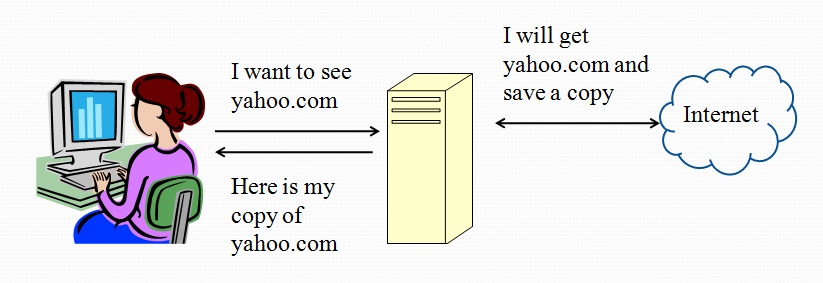 I want to see
yahoo.com
Here is my
copy of
yahoo.com
I will get
yahoo.com and
save a copy
Internet